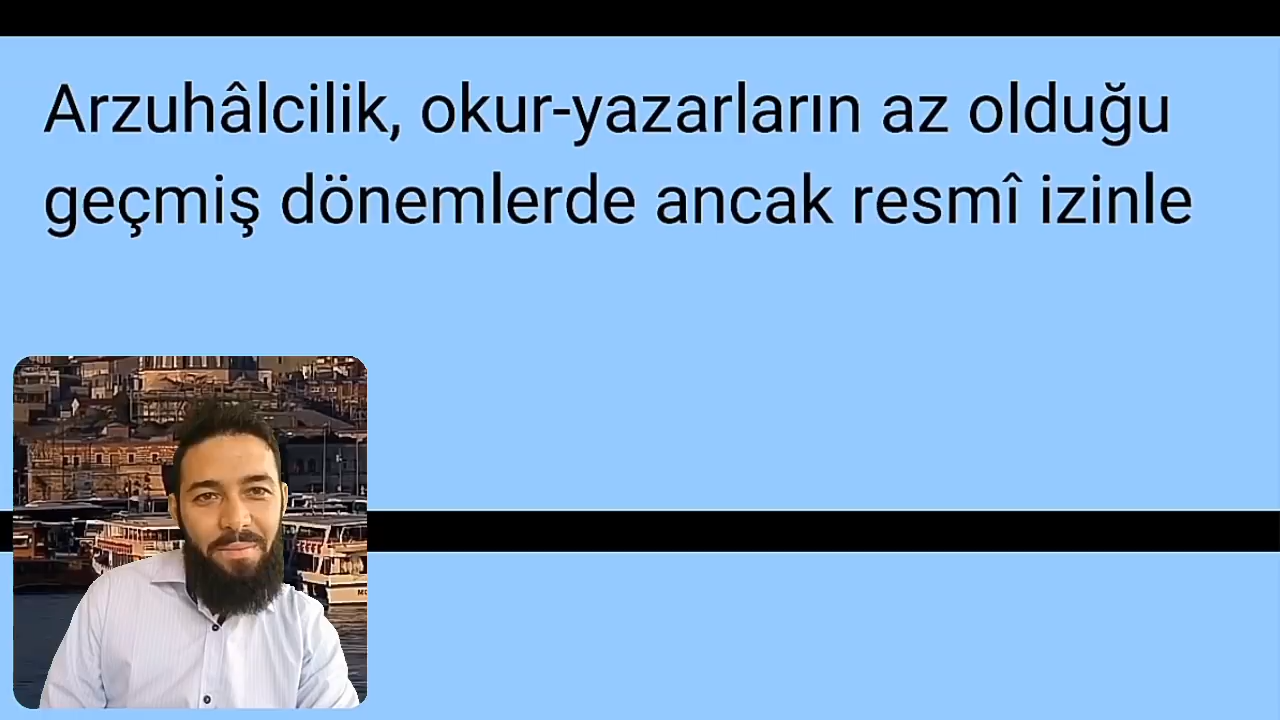 Arzuhâlcilik, okur-yazarların az olduğu
geçmiş dönemlerde ancak resmî izinle